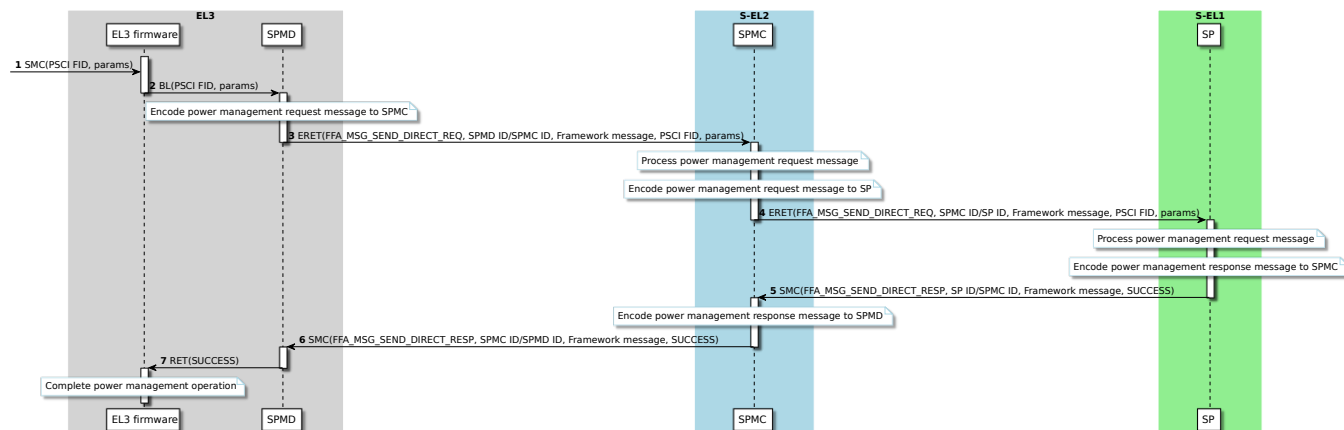 EL3
S-EL2
S-EL1
EL3 firmware
SPMD
SPMC
SP
1 SMC(PSCI FID, params)
2 BL(PSCI FID, params)
Encode power management request message to SPMC
3 ERET(FFA_MSG_SEND_DIRECT_REQ, SPMD ID/SPMC ID, Framework message, PSCI FID, params)
Process power management request message
Encode power management request message to SP
4 ERET(FFA_MSG_SEND_DIRECT_REQ, SPMC ID/SP ID, Framework message, PSCI FID, params)
Process power management request message
Encode power management response message to SPMC
5 SMC(FFA_MSG_SEND_DIRECT_RESP, SP ID/SPMC ID, Framework message, SUCCESS)
Encode power management response message to SPMD
6 SMC(FFA_MSG_SEND_DIRECT_RESP, SPMC ID/SPMD ID, Framework message, SUCCESS)
7 RET(SUCCESS)
Complete power management operation
EL3 firmware
SPMD
SPMC
SP